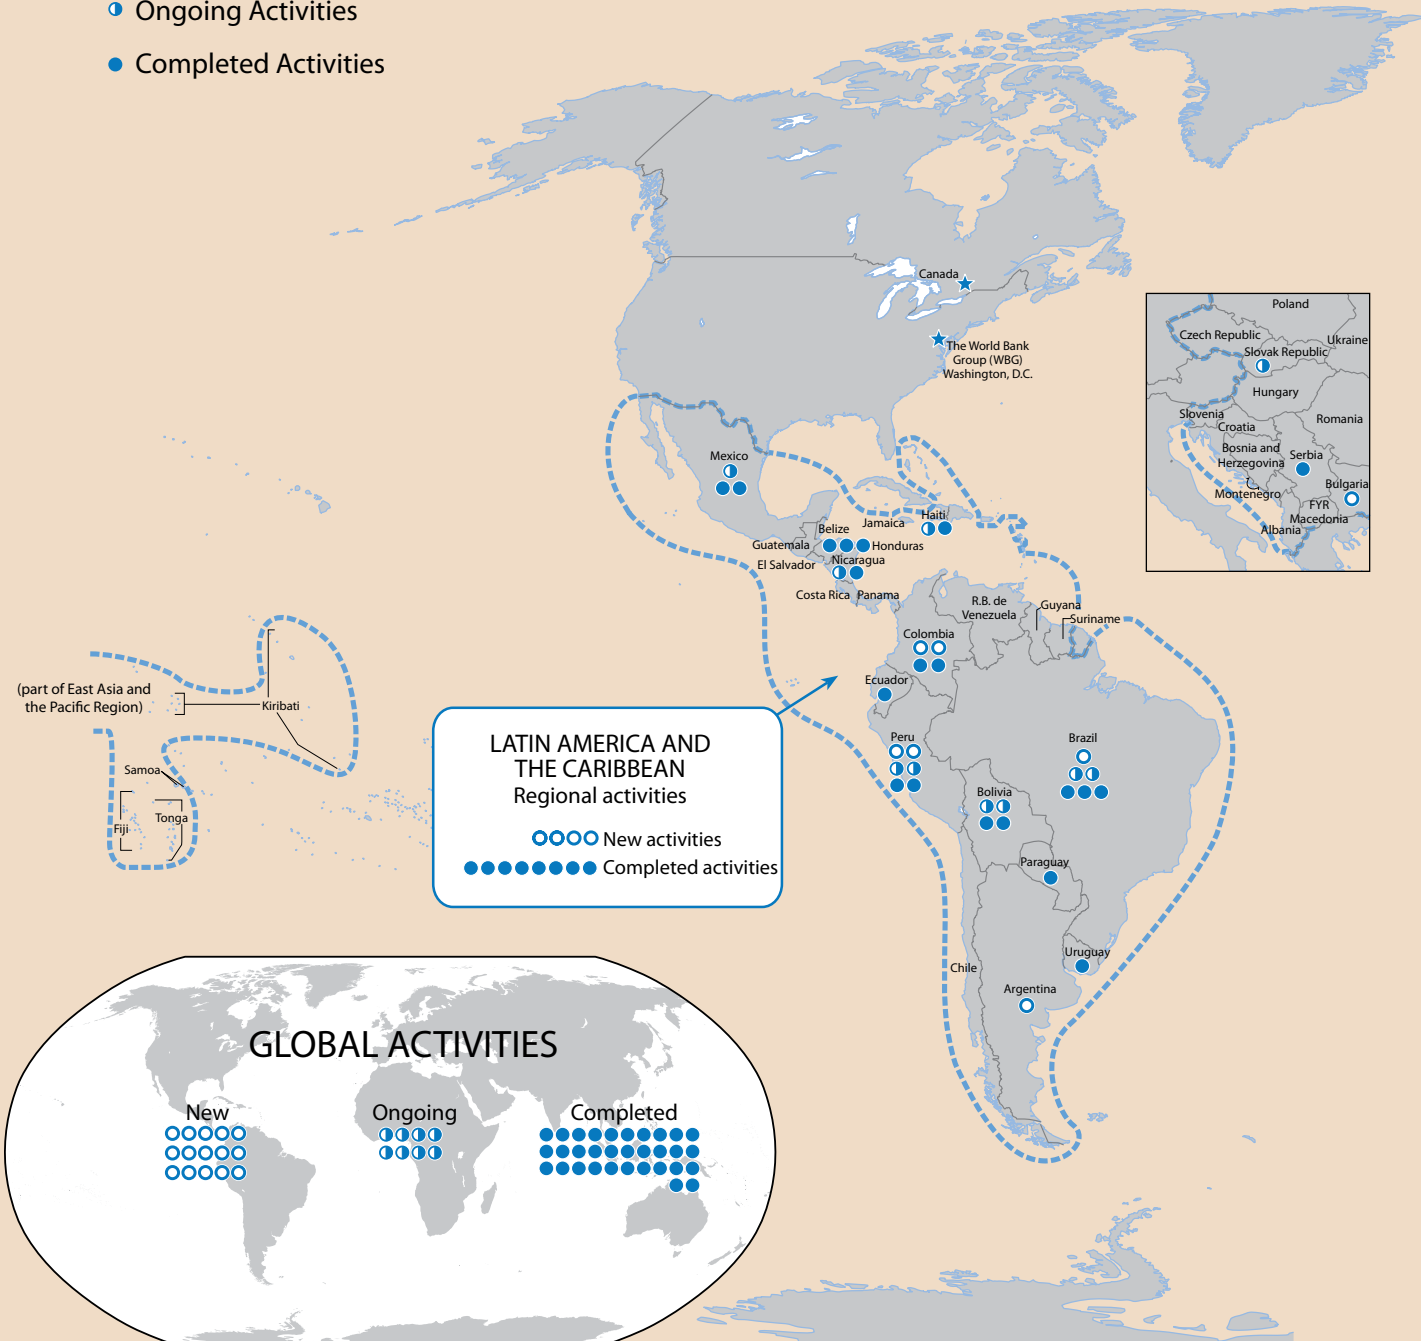 Ongoing Activities
Completed Activities
Canada
The World Bank
Group (WBG)
Washington, D.C.
Poland
Czech Republic
Ukraine
Slovak Republic
Hungary
Slovenia
Croatia
Romania
Bosnia and
Herzegovina
Serbia
Montenegro
Bulgaria
FYR
Macedonia
Albania
Mexico
Belize
Jamaica
Haiti
Guatemala
Honduras
El Salvador
Nicaragua
Costa Rica
Panama
R.B. de
Venezuela
Guyana
Suriname
Colombia
Ecuador
(part of East Asia and
the Pacific Region)
Kiribati
Samoa
Fiji
Tonga
LATIN AMERICA AND
THE CARIBBEAN
Regional activities
New activities
Completed activities
Peru
Brazil
Bolivia
Paraguay
Uruguay
Chile
Argentina
GLOBAL ACTIVITIES
New
Ongoing
Completed